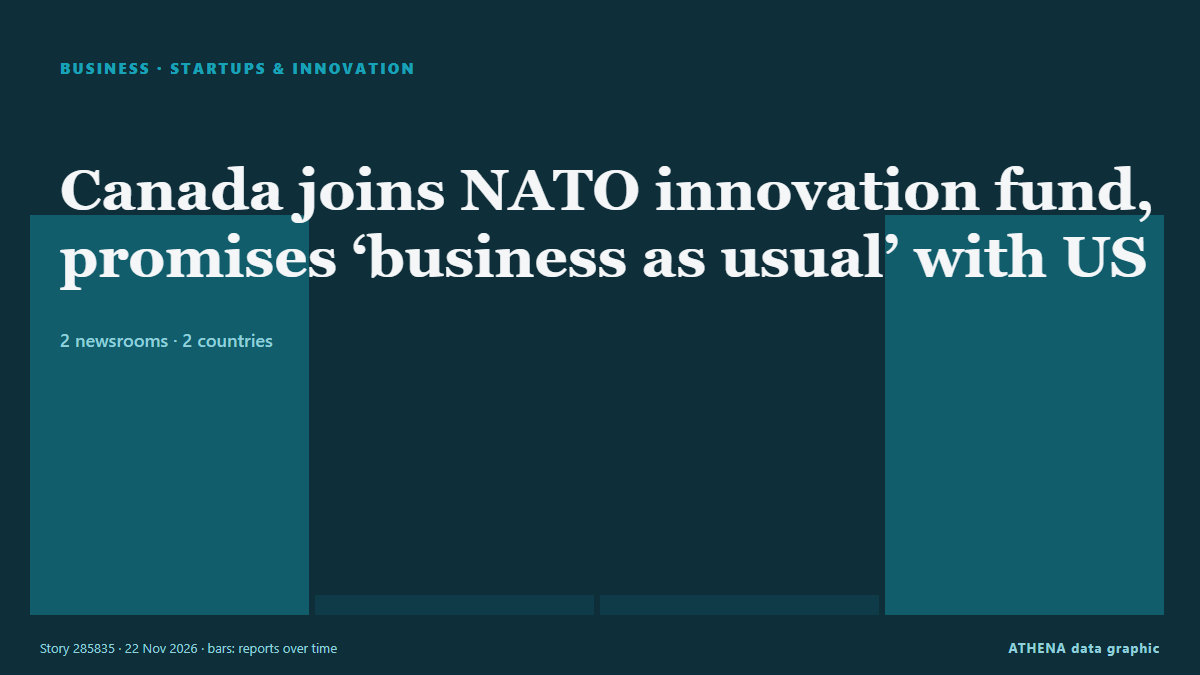 BUSINESS · STARTUPS & INNOVATION
Canada joins NATO innovation fund,
promises ‘business as usual’ with US
2 newsrooms · 2 countries
Story 285835 · 22 Nov 2026 · bars: reports over time
ATHENA data graphic